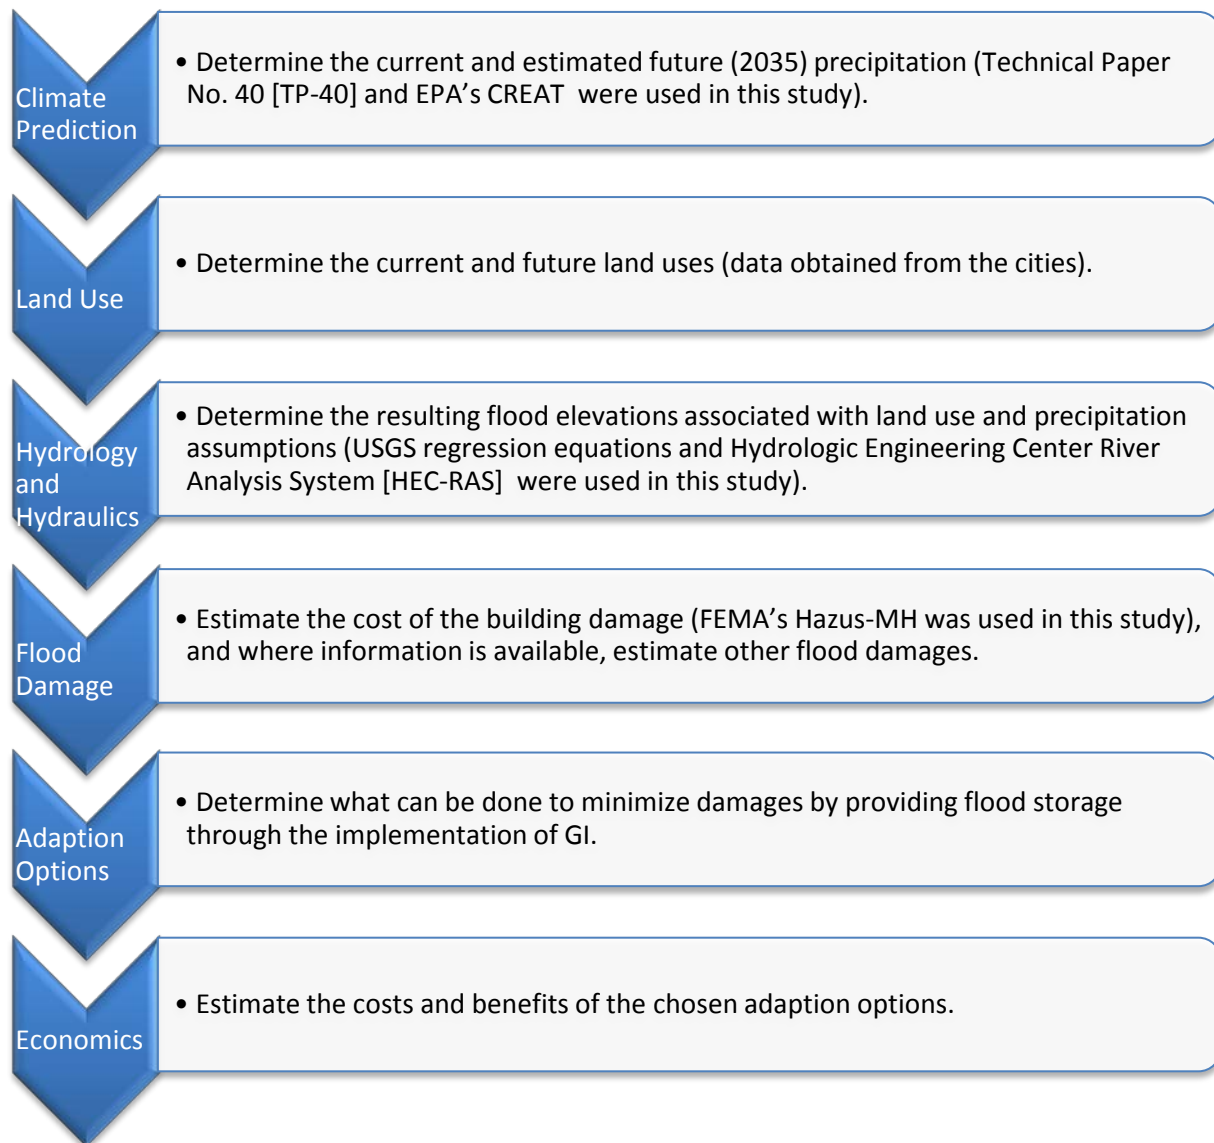 Climate
Prediction
• Determine the current and estimated future (2035) precipitation (Technical Paper
No. 40 [TP-40] and EPA’s CREAT  were used in this study).
Land Use
• Determine the current and future land uses (data obtained from the cities).
Hydrology
and
Hydraulics
• Determine the resulting flood elevations associated with land use and precipitation
assumptions (USGS regression equations and Hydrologic Engineering Center River
Analysis System [HEC-RAS]  were used in this study).
Flood
Damage
• Estimate the cost of the building damage (FEMA’s Hazus-MH was used in this study),
and where information is available, estimate other flood damages.
Adaption
Options
• Determine what can be done to minimize damages by providing flood storage
through the implementation of GI.
Economics
• Estimate the costs and benefits of the chosen adaption options.